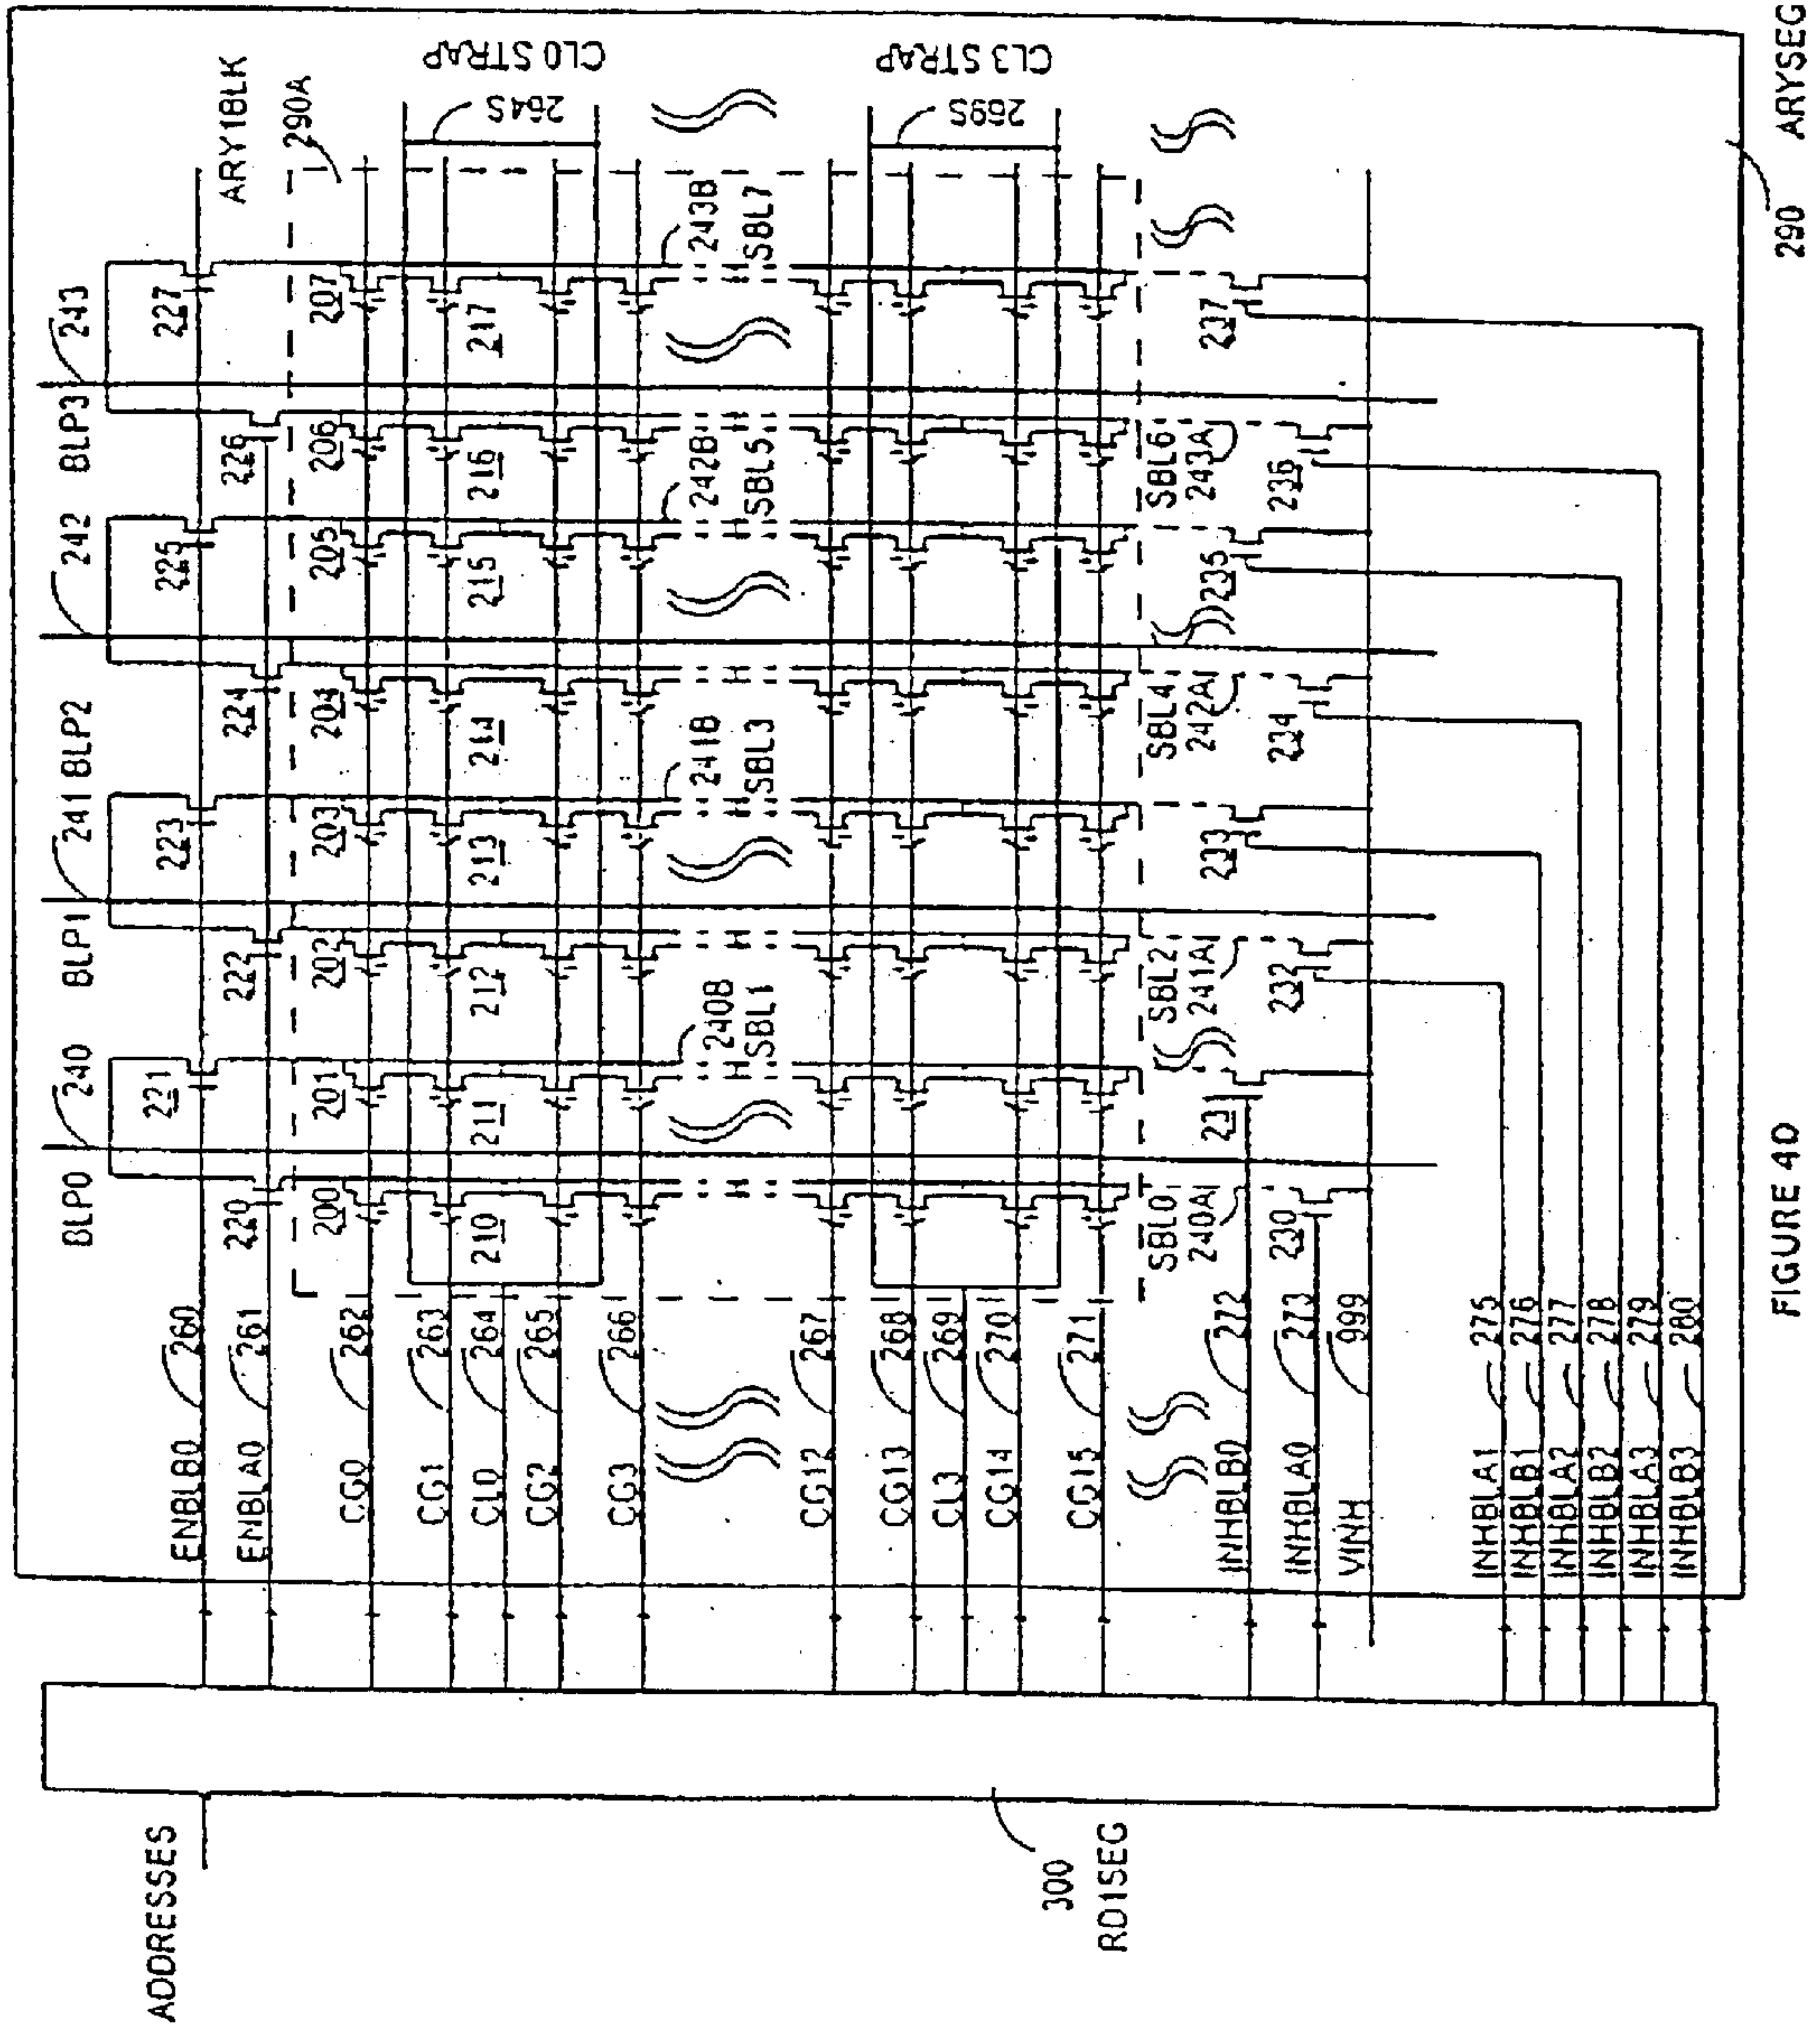 ADDRESSES
300
RD1SEG
BLP0
240
BLP1
241
BLP2
242
BLP3
243
ENBLB0
260
221
223
225
227
ARY1BLK
ENBLA0
261
220
222
224
226
290A
CG0
262
200
201
202
203
204
205
206
207
CG1
263
CL0
264
210
211
212
213
214
215
216
217
264S
CL0 STRAP
CG2
265
CG3
266
240B
SBL1
241B
SBL3
242B
SBL5
243B
SBL7
CG12
267
CG13
268
CL3
269
269S
CL3 STRAP
CG14
270
CG15
271
SBL0
240A
SBL2
241A
SBL4
242A
SBL6
243A
INHBLB0
272
231
233
235
237
INHBLA0
273
230
232
234
236
VINH
999
INHBLA1
275
INHBLB1
276
INHBLA2
277
INHBLB2
278
INHBLA3
279
INHBLB3
280
290
ARYSEG
FIGURE 4D